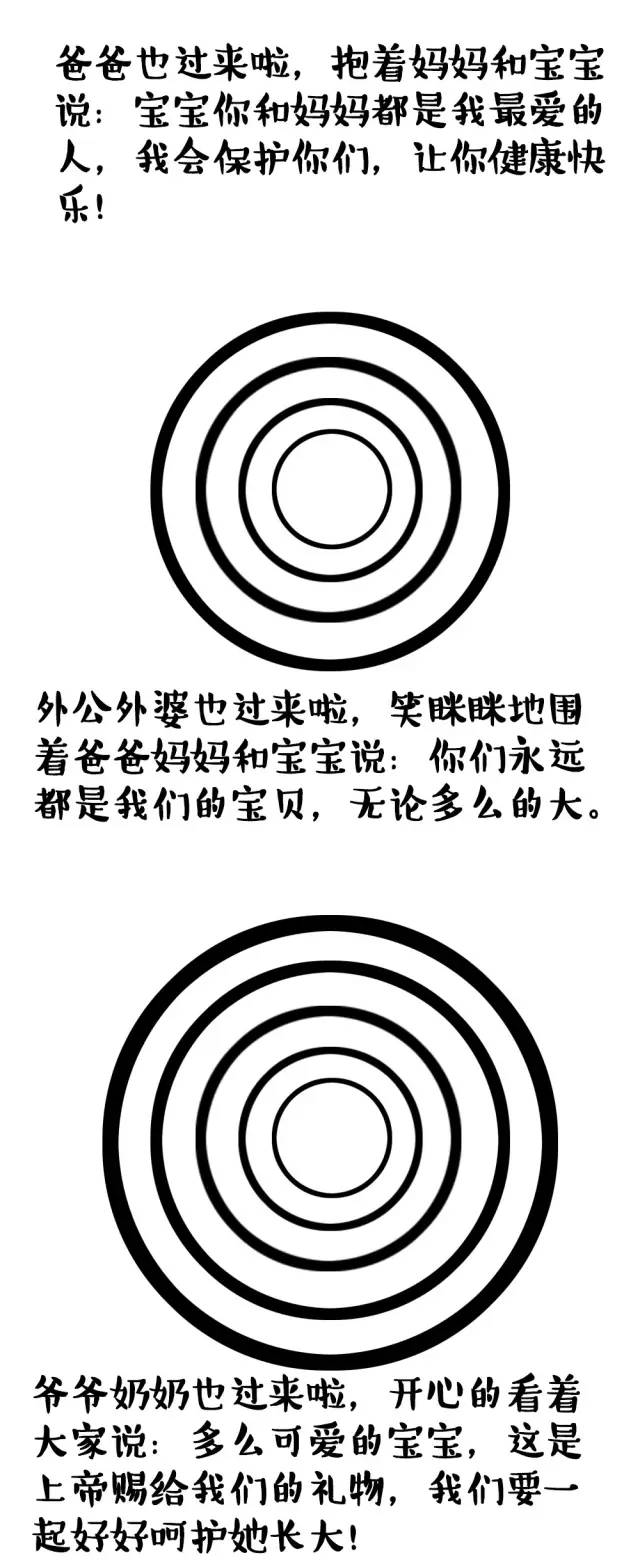 爸爸也过来啦，抱着妈妈和宝宝
说：宝宝你和妈妈都是我最爱的
人，我会保护你们，让你健康快
乐！
外公外婆也过来啦，笑眯眯地围
着爸爸妈妈和宝宝说：你们永远
都是我们的宝贝，无论多么的大。
爷爷奶奶也过来啦，开心的看着
大家说：多么可爱的宝宝，这是
上帝赐给我们的礼物，我们要一
起好好呵护她长大！